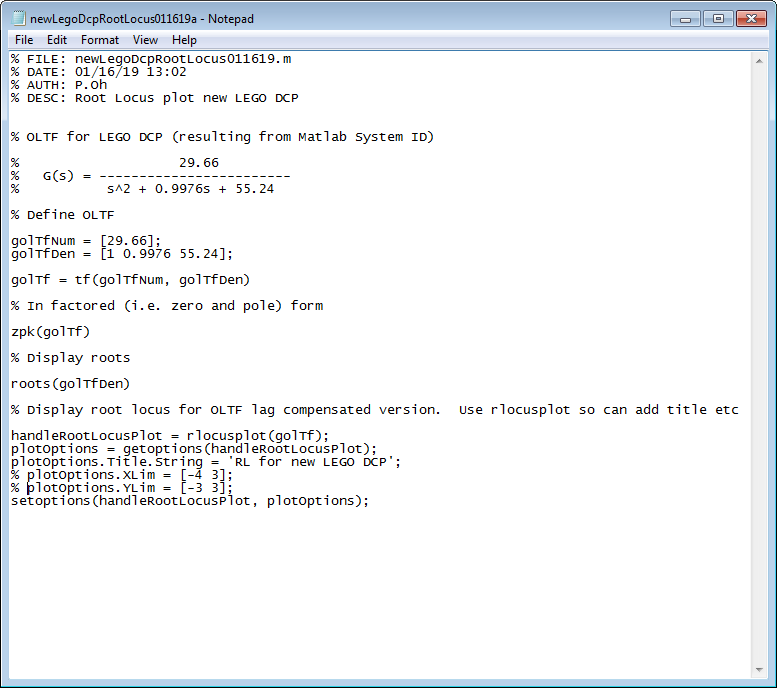 newLegoDcpRootLocus011619a - Notepad
File Edit Format View Help
% FILE: newLegoDcpRootLocus011619.m
% DATE: 01/16/19 13:02
% AUTH: P.Oh
% DESC: Root Locus plot new LEGO DCP
% OLTF for LEGO DCP (resulting from Matlab System ID)
% 29.66
% G(s) = ------------------------
% s^2 + 0.9976s + 55.24
% Define OLTF
golTfNum = [29.66];
golTfDen = [1 0.9976 55.24];
golTf = tf(golTfNum, golTfDen)
% In factored (i.e. zero and pole) form
zpk(golTf)
% Display roots
roots(golTfDen)
% Display root locus for OLTF lag compensated version.  Use rlocusplot so can add title etc
handleRootLocusPlot = rlocusplot(golTf);
plotOptions = getoptions(handleRootLocusPlot);
plotOptions.Title.String = 'RL for new LEGO DCP';
% plotOptions.XLim = [-4 3];
% plotOptions.YLim = [-3 3];
setoptions(handleRootLocusPlot, plotOptions);